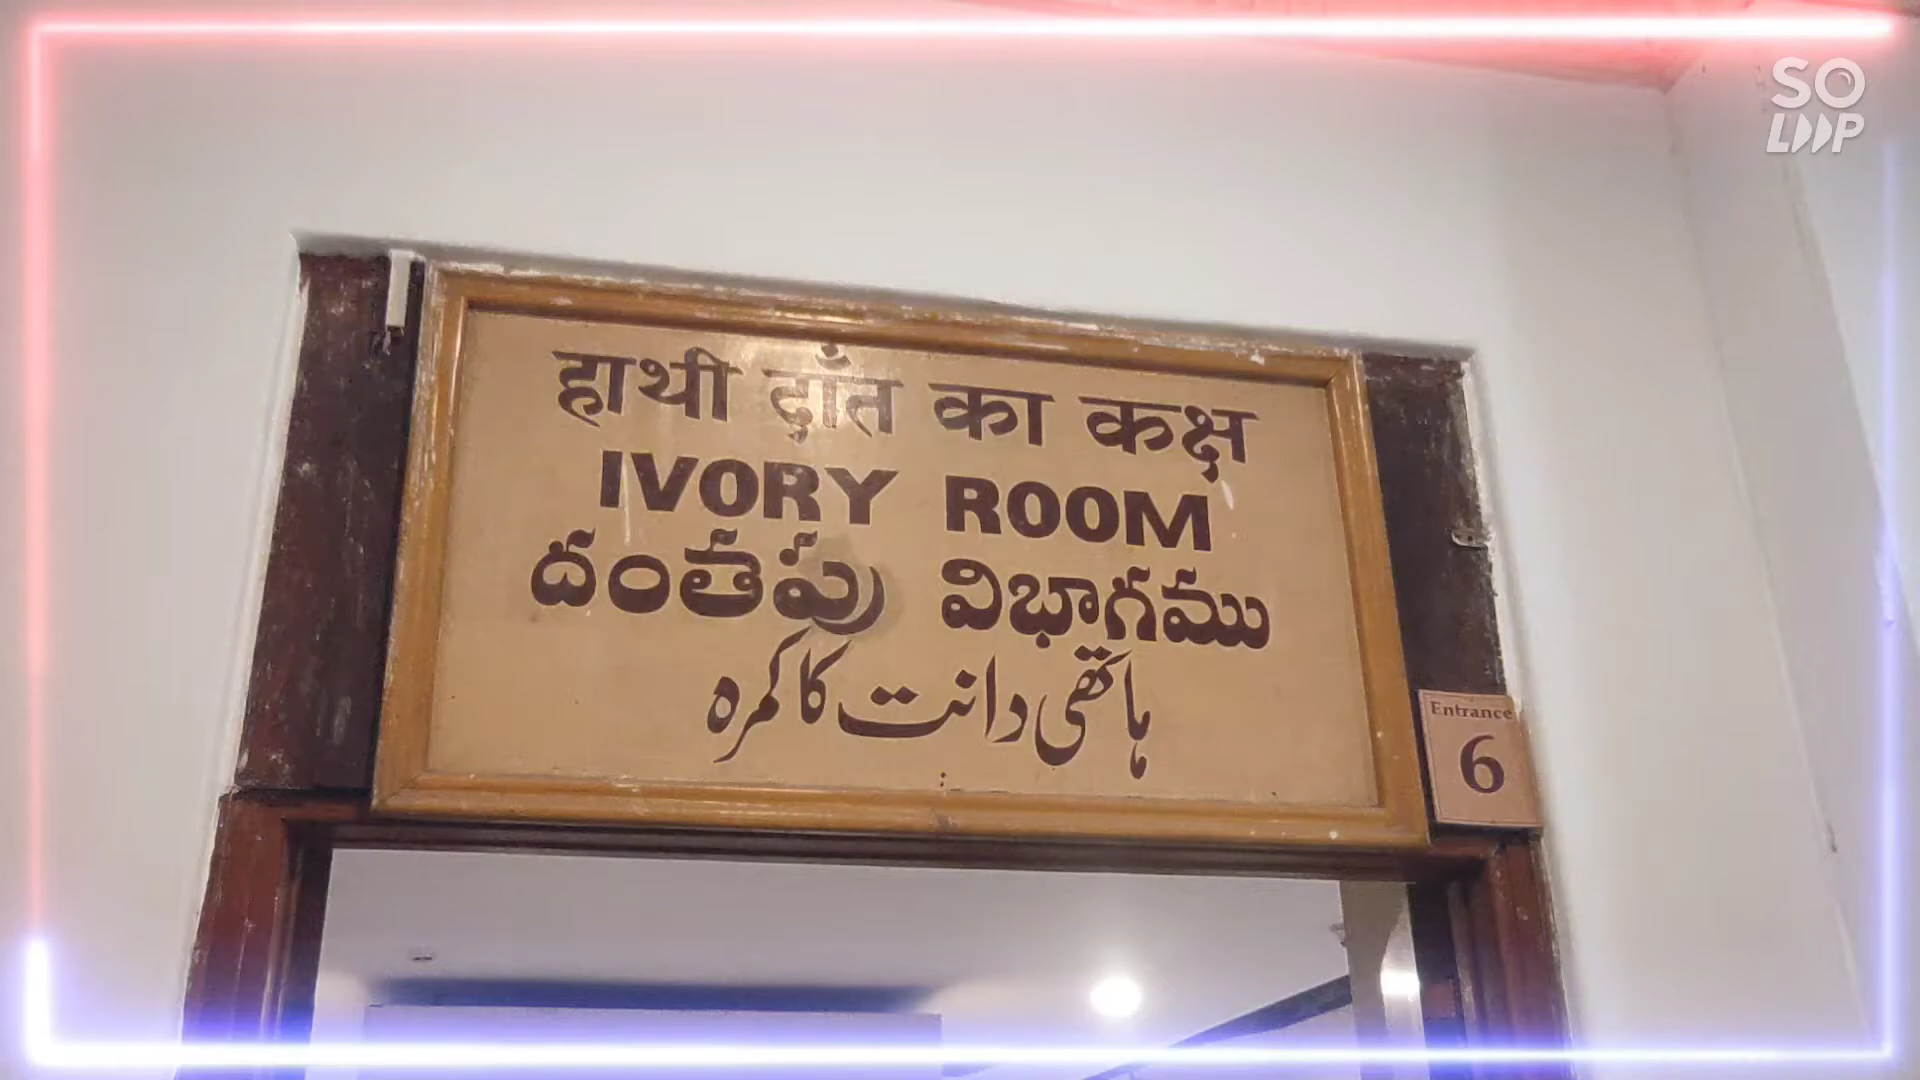 SO
LOOP
हाथी दाँत का कक्ष
IVORY ROOM
దంతపు విభాగము
ہاتھی دانت کا کمرہ
Entrance
6